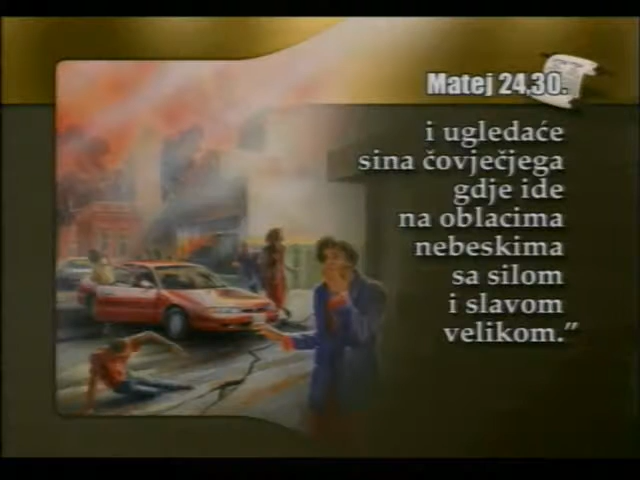 Matej 24,30.
i ugledaće
sina čovječjega
gdje ide
na oblacima
nebeskima
sa silom
i slavom
velikom.”